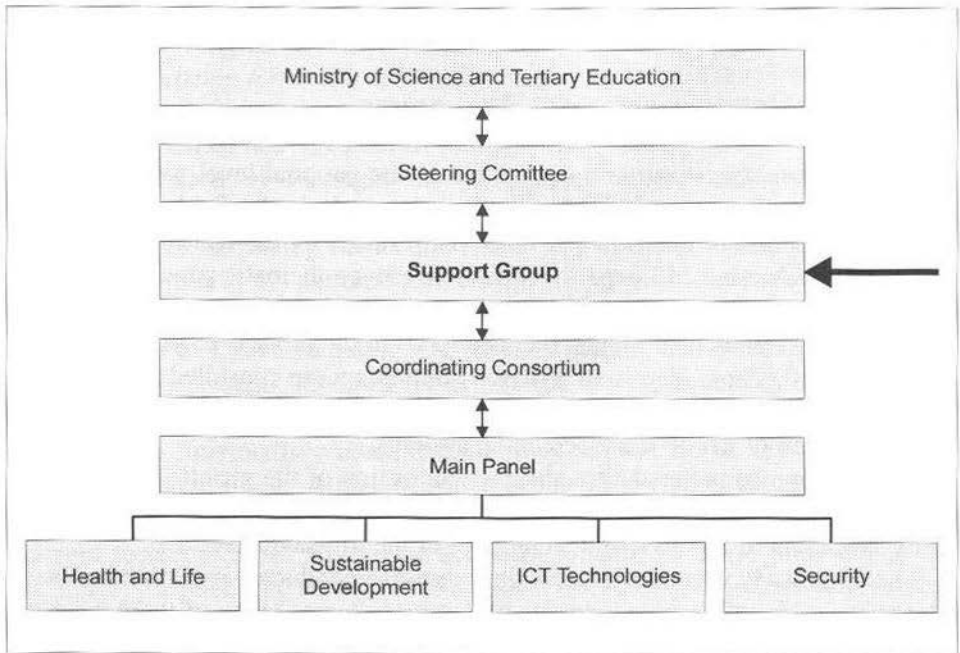 Ministry of Science and Tertiary Education
Steering Comittee
Support Group
Coordinating Consortium
Main Panel
Health and Life
Sustainable
Development
ICT Technologies
Security